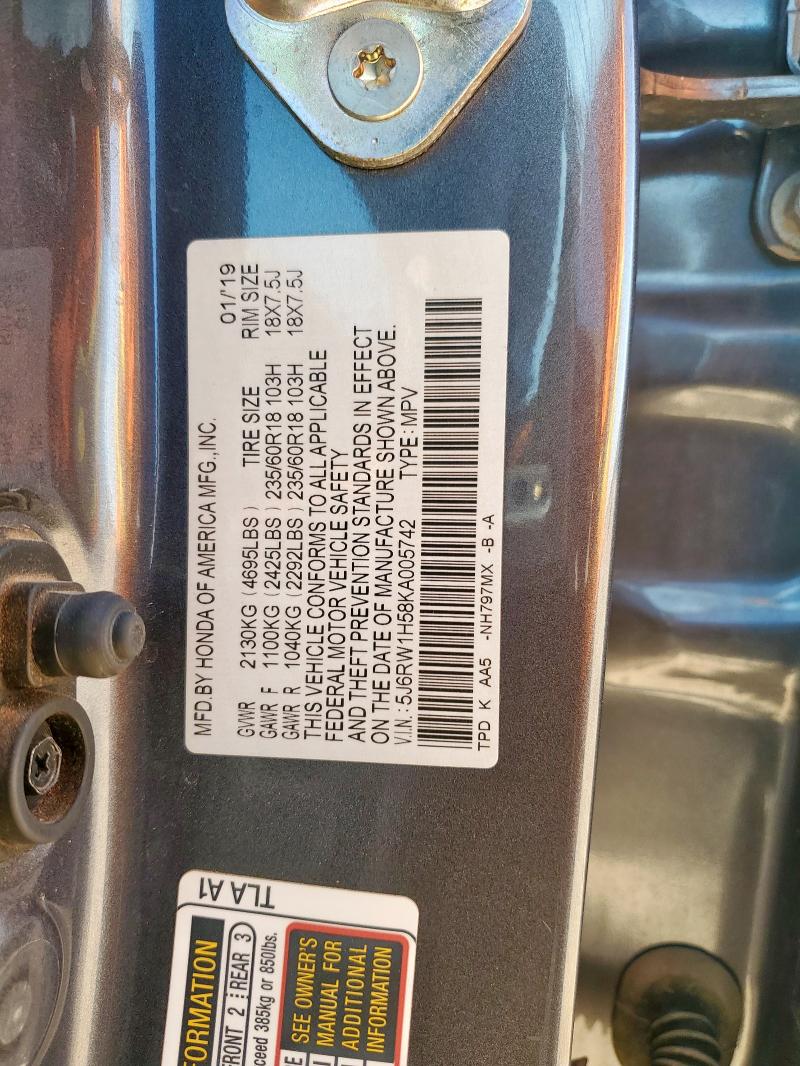 MFD.BY HONDA OF AMERICA MFG.,INC. 01/'19
GVWR 2130KG (4695LBS) TIRE SIZE RIM SIZE
GAWR F 1100KG (2425LBS) 235/60R18 103H 18X7.5J
GAWR R 1040KG (2292LBS) 235/60R18 103H 18X7.5J
THIS VEHICLE CONFORMS TO ALL APPLICABLE
FEDERAL MOTOR VEHICLE SAFETY
AND THEFT PREVENTION STANDARDS IN EFFECT
ON THE DATE OF MANUFACTURE SHOWN ABOVE.
V.I.N.: 5J6RW1H58KA005742 TYPE: MPV
TPD K AA5 -NH797MX -B -A
TLA A1
FRONT 2 REAR 3
385kg or 850lbs.
SEE OWNER'S
MANUAL FOR
ADDITIONAL
INFORMATION